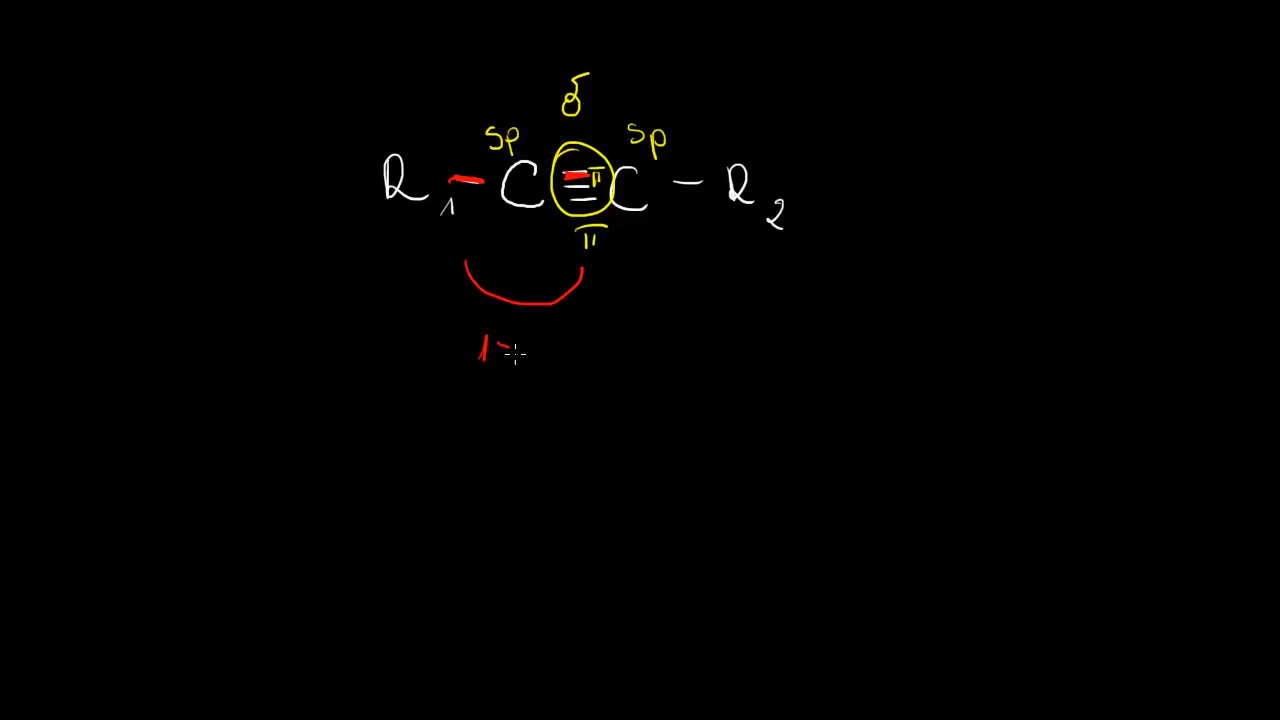 δ
sp sp
R₁ — C ≡ C — R₂
π
π
1